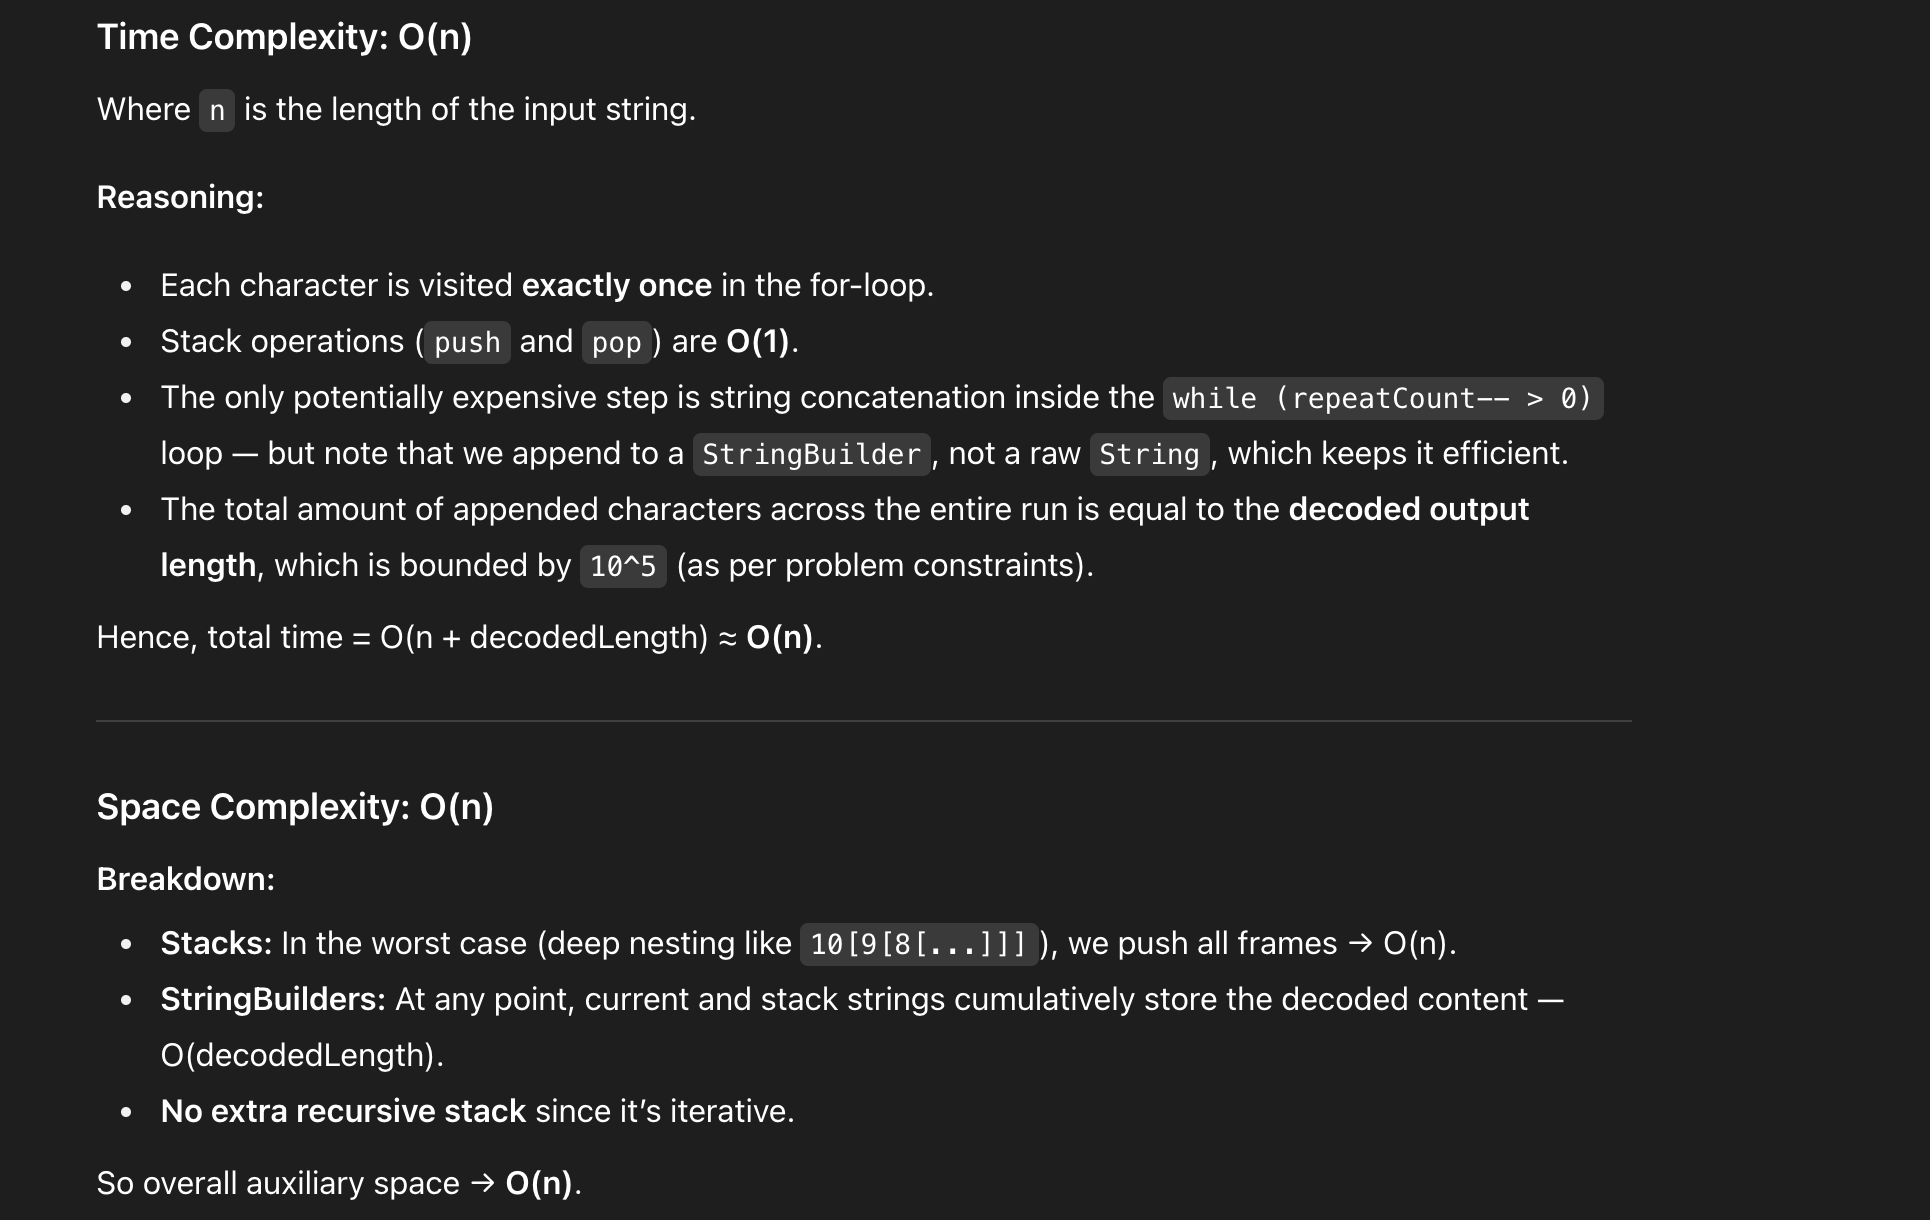 Time Complexity: O(n)
Where n is the length of the input string.
Reasoning:
• Each character is visited exactly once in the for-loop.
• Stack operations (push and pop) are O(1).
• The only potentially expensive step is string concatenation inside the while (repeatCount-- > 0)
loop — but note that we append to a StringBuilder, not a raw String, which keeps it efficient.
• The total amount of appended characters across the entire run is equal to the decoded output
length, which is bounded by 10^5 (as per problem constraints).
Hence, total time = O(n + decodedLength) ≈ O(n).
Space Complexity: O(n)
Breakdown:
• Stacks: In the worst case (deep nesting like 10[9[8[...]]]), we push all frames → O(n).
• StringBuilders: At any point, current and stack strings cumulatively store the decoded content —
O(decodedLength).
• No extra recursive stack since it’s iterative.
So overall auxiliary space → O(n).